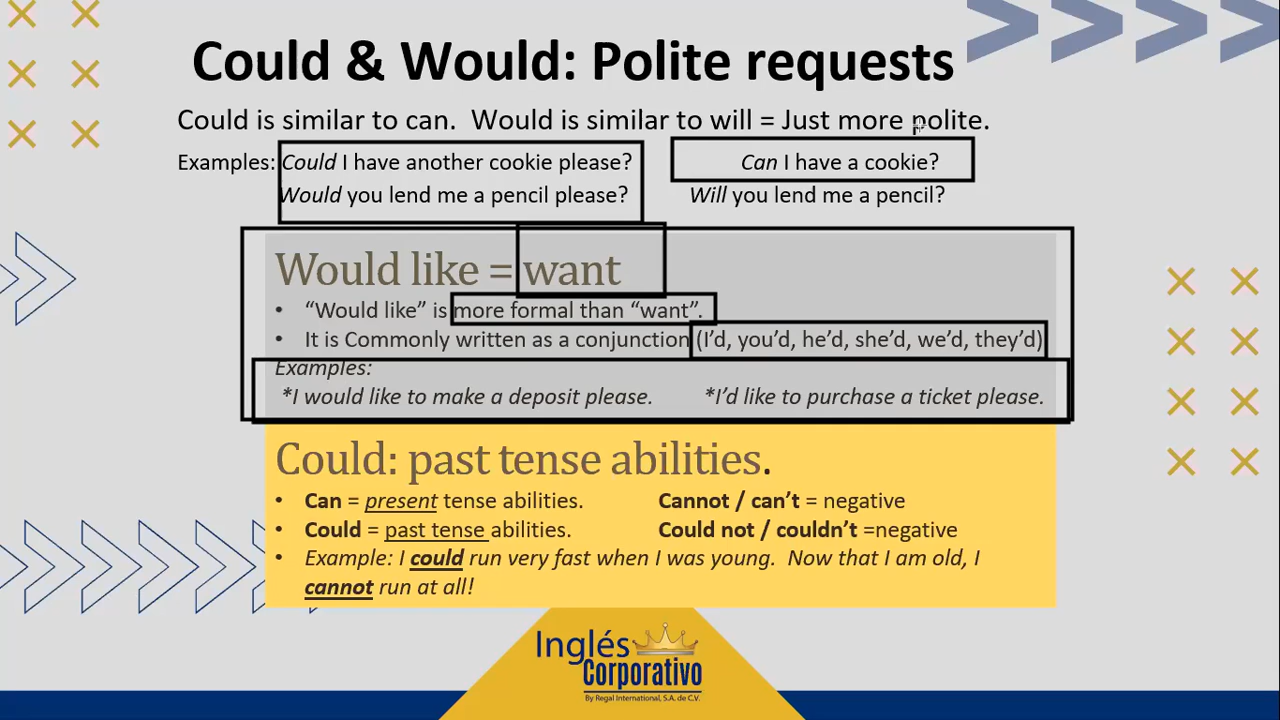 Could & Would: Polite requests
Could is similar to can.  Would is similar to will = Just more polite.
Examples: Could I have another cookie please?  Can I have a cookie?
Would you lend me a pencil please?  Will you lend me a pencil?
Would like = want
• “Would like” is more formal than “want”.
• It is Commonly written as a conjunction (I’d, you’d, he’d, she’d, we’d, they’d)
Examples:
*I would like to make a deposit please.  *I’d like to purchase a ticket please.
Could: past tense abilities.
• Can = present tense abilities.  Cannot / can’t = negative
• Could = past tense abilities.  Could not / couldn’t =negative
• Example: I could run very fast when I was young.  Now that I am old, I
cannot run at all!
Inglés
Corporativo
By Regal International, S.A. de C.V.